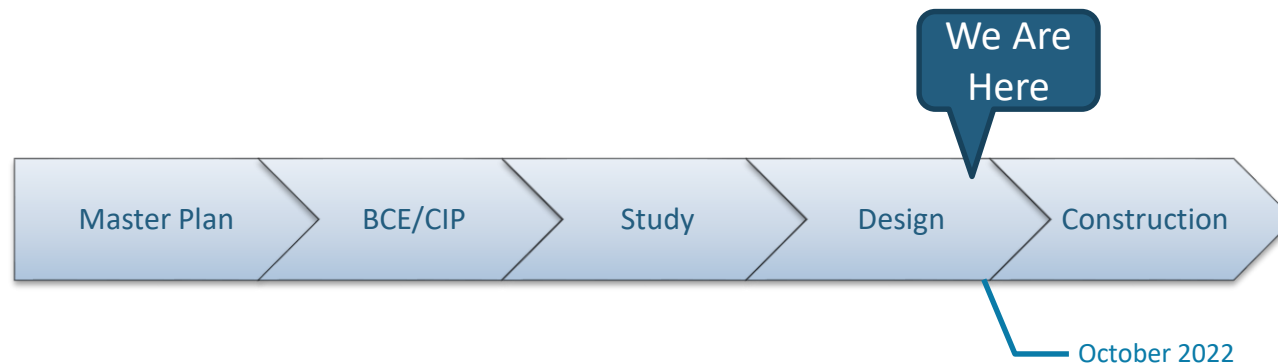 We Are
Here
Master Plan
BCE/CIP
Study
Design
Construction
October 2022